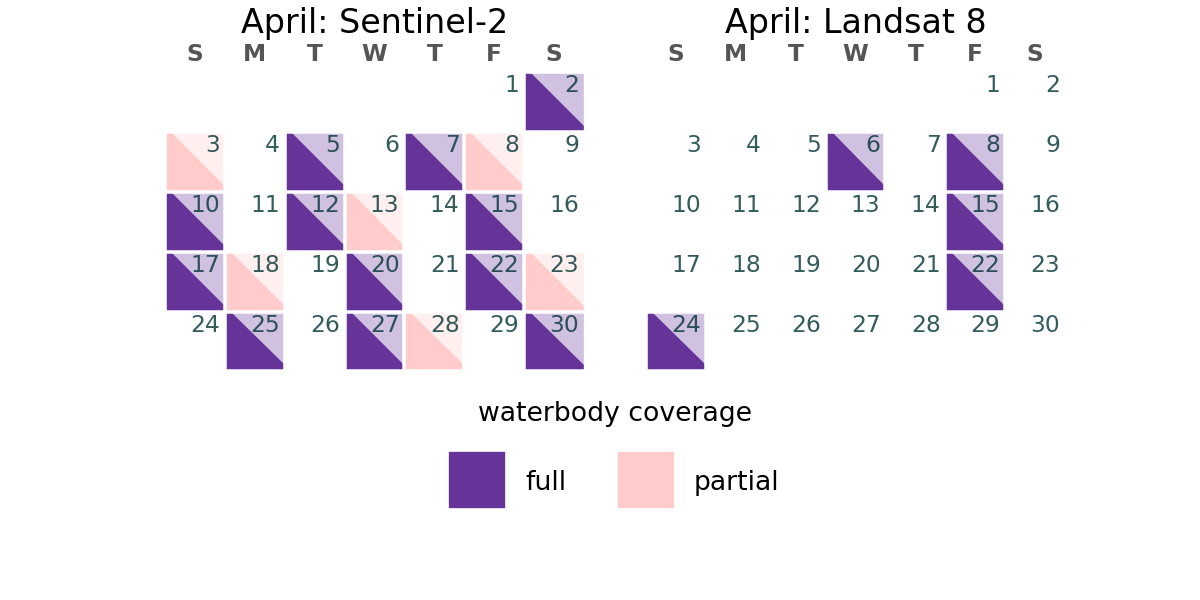 April: Sentinel-2
S M T W T F S
1 2
3 4 5 6 7 8 9
10 11 12 13 14 15 16
17 18 19 20 21 22 23
24 25 26 27 28 29 30
April: Landsat 8
S M T W T F S
1 2
3 4 5 6 7 8 9
10 11 12 13 14 15 16
17 18 19 20 21 22 23
24 25 26 27 28 29 30
waterbody coverage
full partial